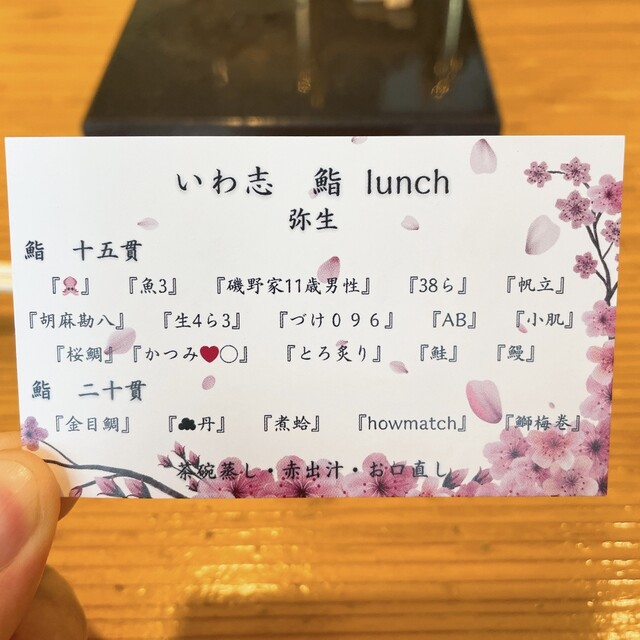 いわ志　鮨 lunch
弥生
鮨　十五貫
『🦑』『魚3』『磯野家11歳男性』『38ら』『帆立』
『胡麻勘八』『生4ら3』『づけ096』『AB』『小肌』
『桜鯛』『かつみ❤️◯』『とろ炙り』『鮭』『鰻』
鮨　二十貫
『金目鯛』『☁丹』『煮蛤』『howmatch』『鰤梅巻』
茶碗蒸し・赤出汁・お口直し